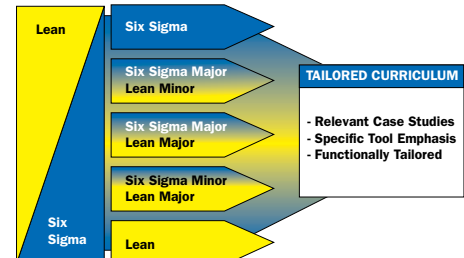 Lean
Six
Sigma
Six Sigma
Six Sigma Major
Lean Minor
Six Sigma Major
Lean Major
Six Sigma Minor
Lean Major
Lean
TAILORED CURRICULUM
- Relevant Case Studies
- Specific Tool Emphasis
- Functionally Tailored